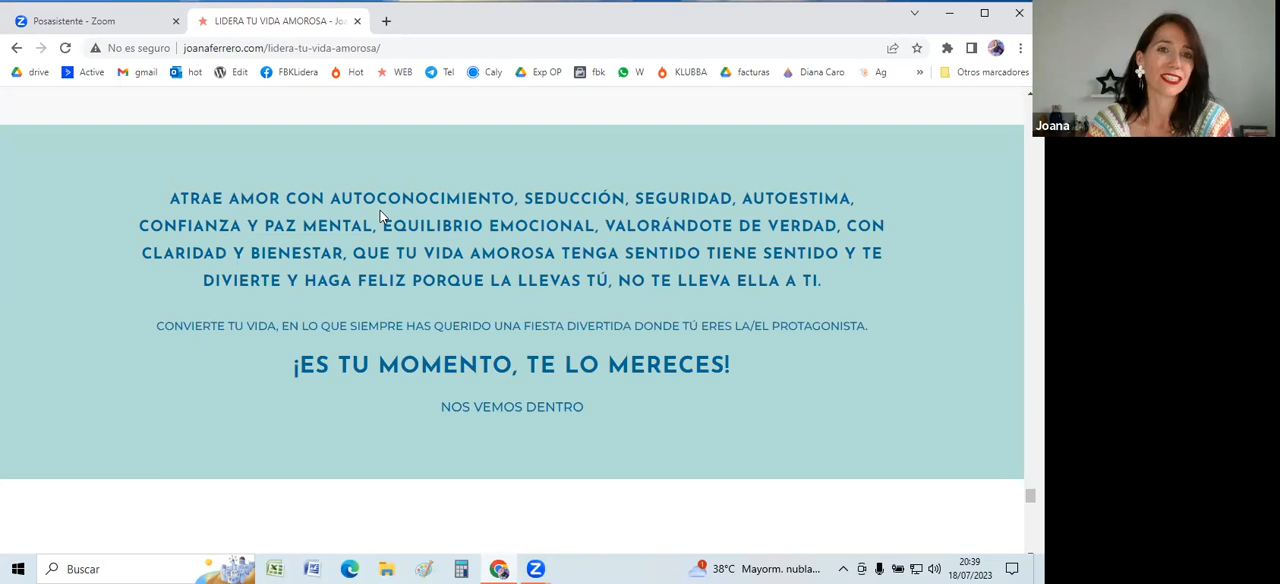 Posasistente - Zoom
LIDERA TU VIDA AMOROSA - Joa
No es seguro
joanaferrero.com/lidera-tu-vida-amorosa/
drive
Active
gmail
hot
Edit
FBKLidera
Hot
WEB
Tel
Caly
Exp OP
fbk
W
KLUBBA
facturas
Diana Caro
Ag
»
Otros marcadores
Joana
ATRAE AMOR CON AUTOCONOCIMIENTO, SEDUCCIÓN, SEGURIDAD, AUTOESTIMA,
CONFIANZA Y PAZ MENTAL, EQUILIBRIO EMOCIONAL, VALORÁNDOTE DE VERDAD, CON
CLARIDAD Y BIENESTAR, QUE TU VIDA AMOROSA TENGA SENTIDO TIENE SENTIDO Y TE
DIVIERTE Y HAGA FELIZ PORQUE LA LLEVAS TÚ, NO TE LLEVA ELLA A TI.
CONVIERTE TU VIDA, EN LO QUE SIEMPRE HAS QUERIDO UNA FIESTA DIVERTIDA DONDE TÚ ERES LA/EL PROTAGONISTA.
¡ES TU MOMENTO, TE LO MERECES!
NOS VEMOS DENTRO
Buscar
38°C Mayorm. nubla...
20:39
18/07/2023